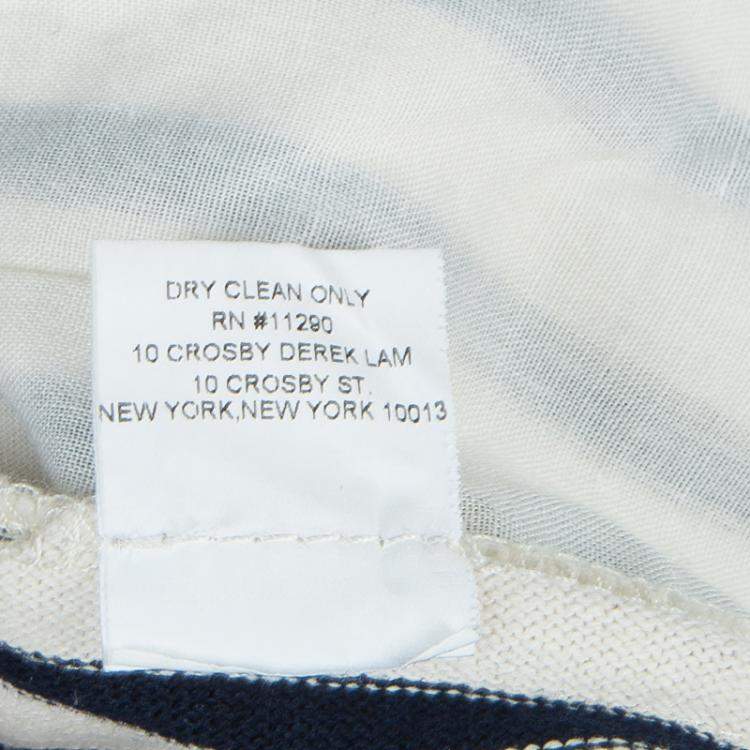 DRY CLEAN ONLY
RN #11290
10 CROSBY DEREK LAM
10 CROSBY ST.
NEW YORK,NEW YORK 10013